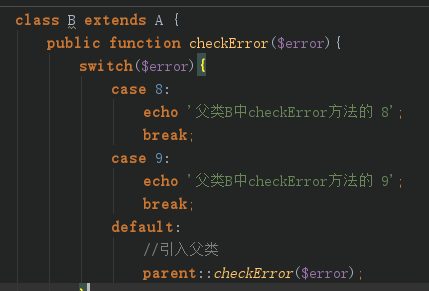 class B extends A {
public function checkError($error){
switch($error){
case 8:
echo '父类B中checkError方法的 8';
break;
case 9:
echo '父类B中checkError方法的 9';
break;
default:
//引入父类
parent::checkError($error);
}